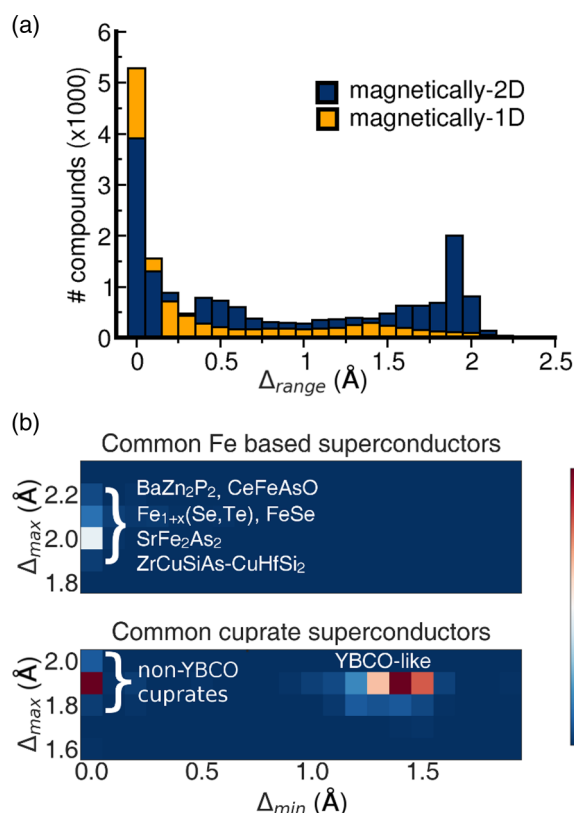 (a)
6
5
4
3
2
1
0
# compounds (x1000)
magnetically-2D
magnetically-1D
0 0.5 1 1.5 2 2.5
Δrange (Å)
(b)
Common Fe based superconductors
2.2
2.0
1.8
Δmax (Å)
BaZn2P2, CeFeAsO
Fe1+x(Se,Te), FeSe
SrFe2As2
ZrCuSiAs-CuHfSi2
Common cuprate superconductors
2.0
1.8
1.6
Δmax (Å)
non-YBCO
cuprates
YBCO-like
0.0 0.5 1.0 1.5
Δmin (Å)